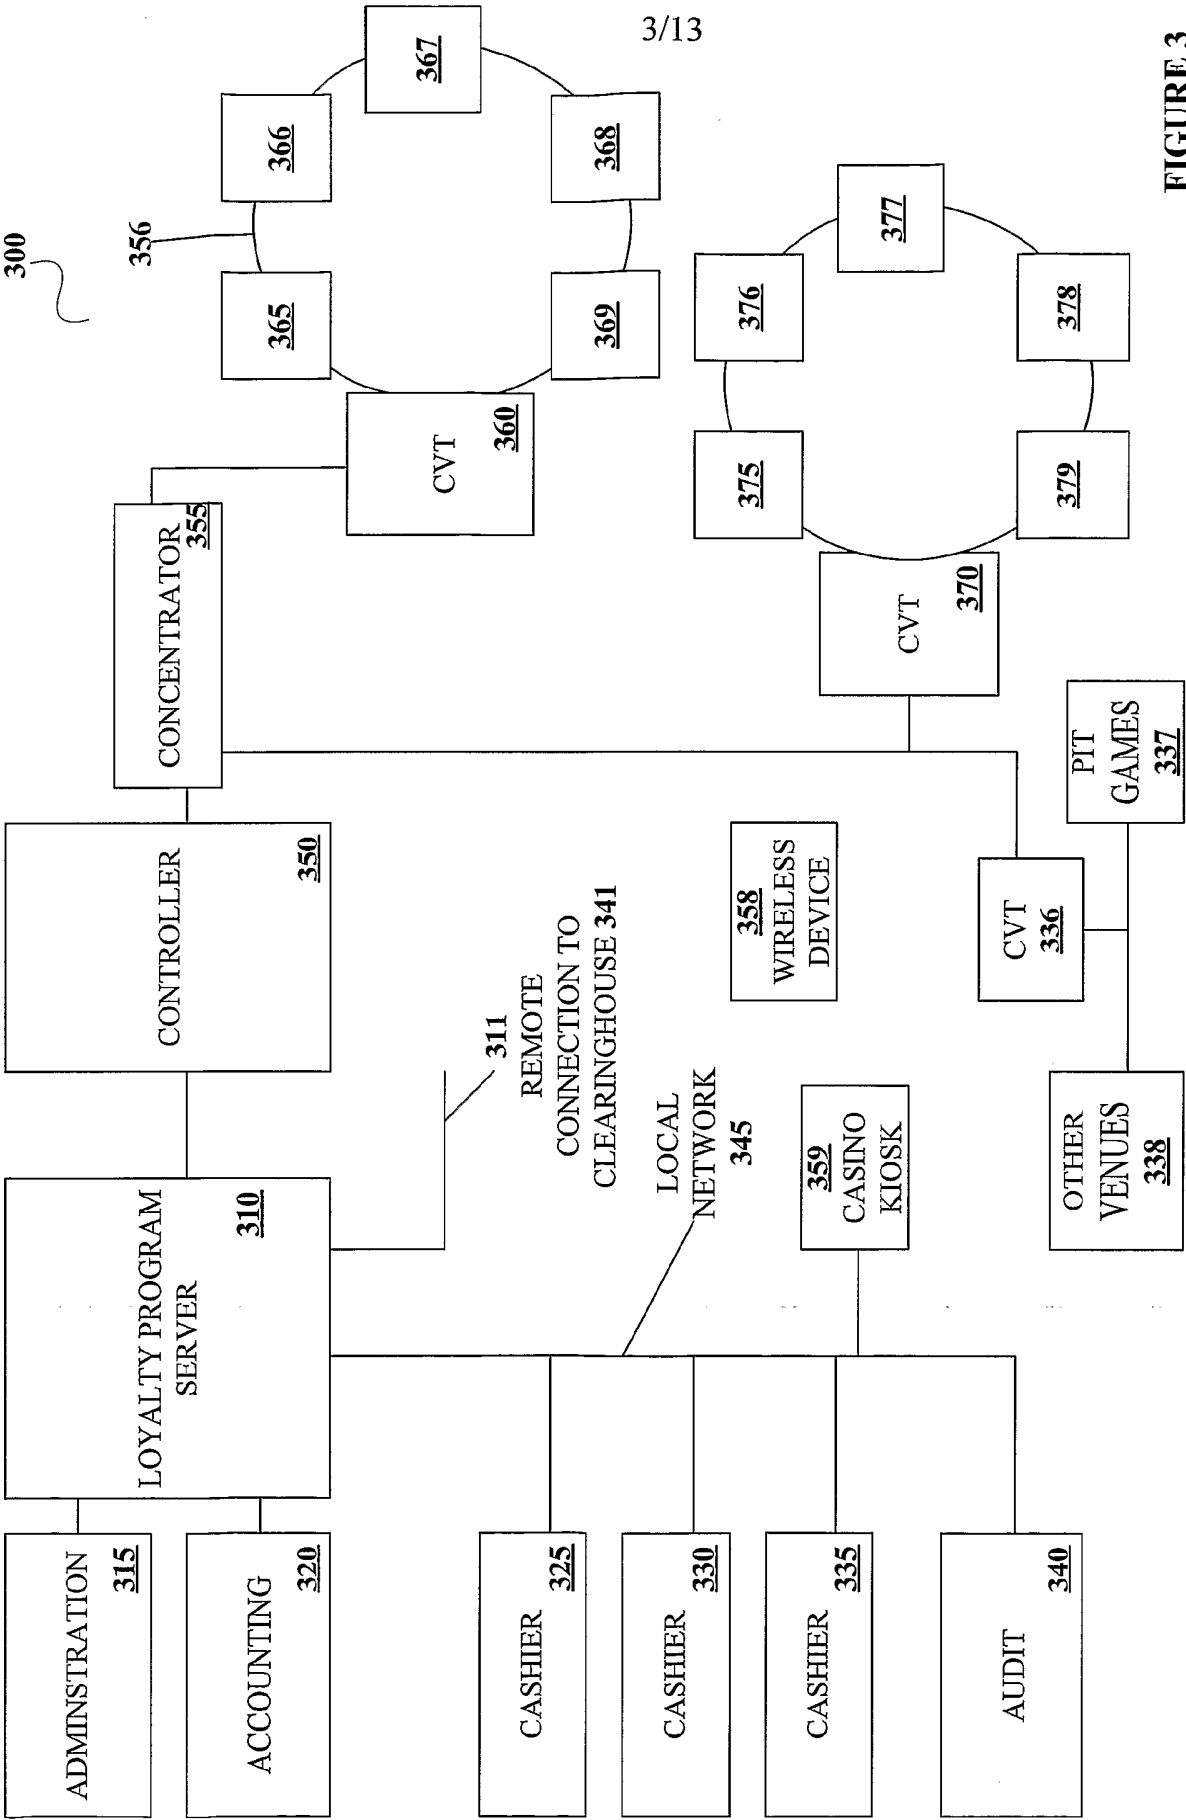 3/13
300
ADMINSTRATION
315
ACCOUNTING
320
LOYALTY PROGRAM
SERVER
310
CONTROLLER
350
CONCENTRATOR
355
356
365
366
367
368
369
CVT
360
311
REMOTE
CONNECTION TO
CLEARINGHOUSE 341
CASHIER
325
CASHIER
330
CASHIER
335
AUDIT
340
LOCAL
NETWORK
345
359
CASINO
KIOSK
358
WIRELESS
DEVICE
CVT
370
375
376
377
378
379
CVT
336
OTHER
VENUES
338
PIT
GAMES
337
FIGURE 3